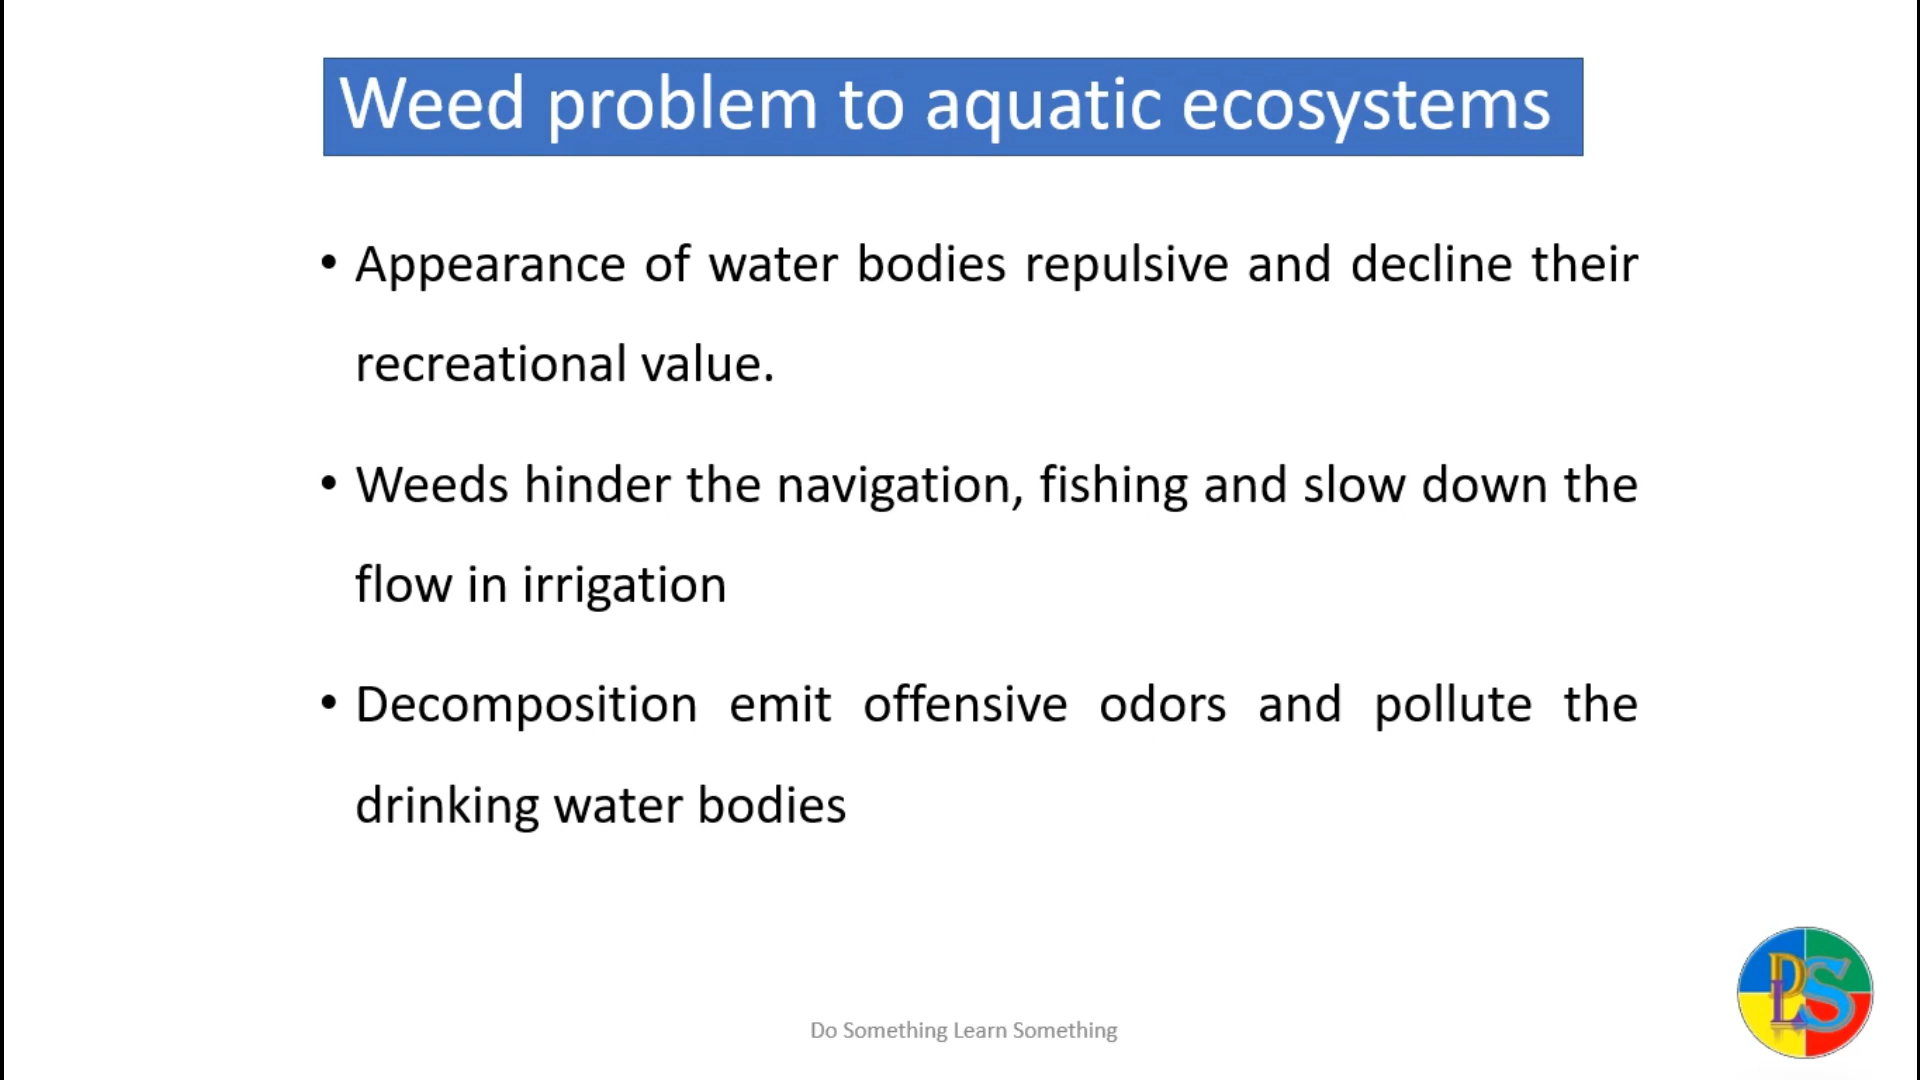 Weed problem to aquatic ecosystems
• Appearance of water bodies repulsive and decline their
recreational value.
• Weeds hinder the navigation, fishing and slow down the
flow in irrigation
• Decomposition emit offensive odors and pollute the
drinking water bodies
Do Something Learn Something
DLS